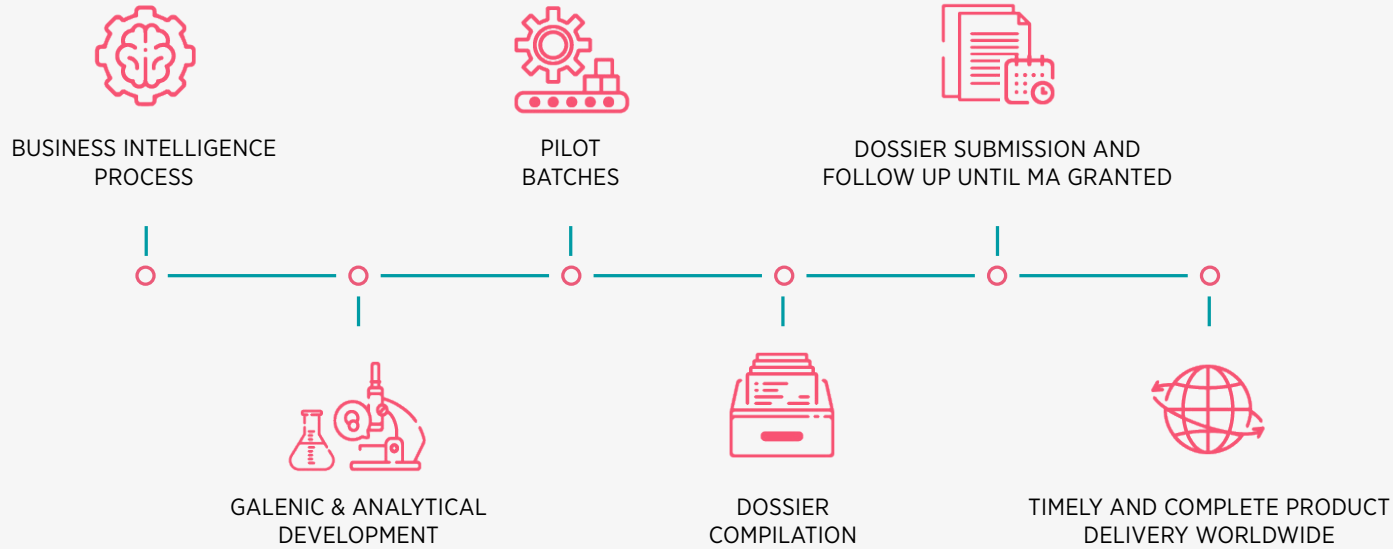 BUSINESS INTELLIGENCE
PROCESS
PILOT
BATCHES
DOSSIER SUBMISSION AND
FOLLOW UP UNTIL MA GRANTED
GALENIC & ANALYTICAL
DEVELOPMENT
DOSSIER
COMPILATION
TIMELY AND COMPLETE PRODUCT
DELIVERY WORLDWIDE